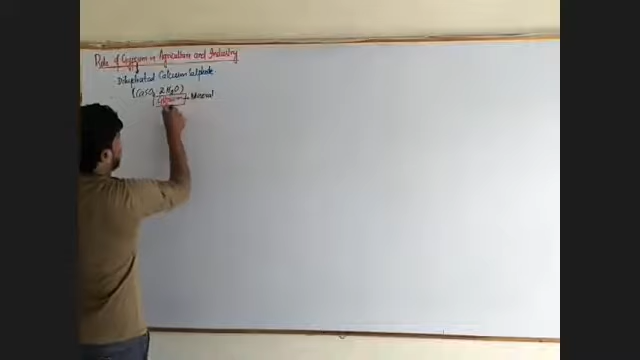 Role of Gypsum in Agriculture and Industry
Dihydrated Calcium Sulphate
(CaSO₄ 2H₂O)
Mineral